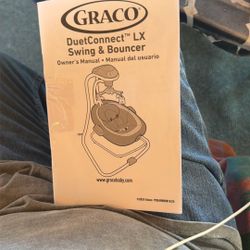 GRACO
DuetConnect™ LX
Swing & Bouncer
Owner's Manual • Manual del usuario
www.gracobaby.com